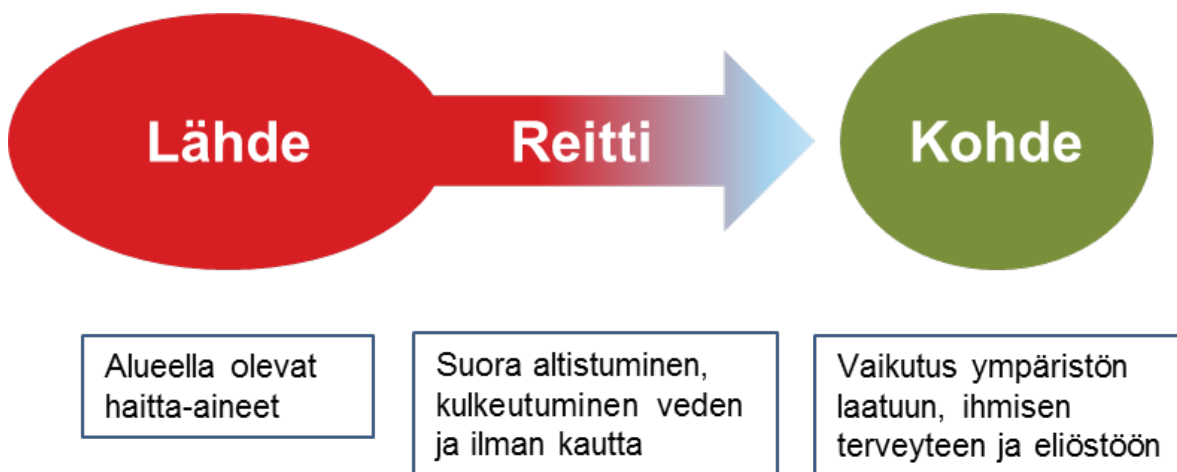 Lähde
Reitti
Kohde
Alueella olevat
haitta-aineet
Suora altistuminen,
kulkeutuminen veden
ja ilman kautta
Vaikutus ympäristön
laatuun, ihmisen
terveyteen ja eliöstöön